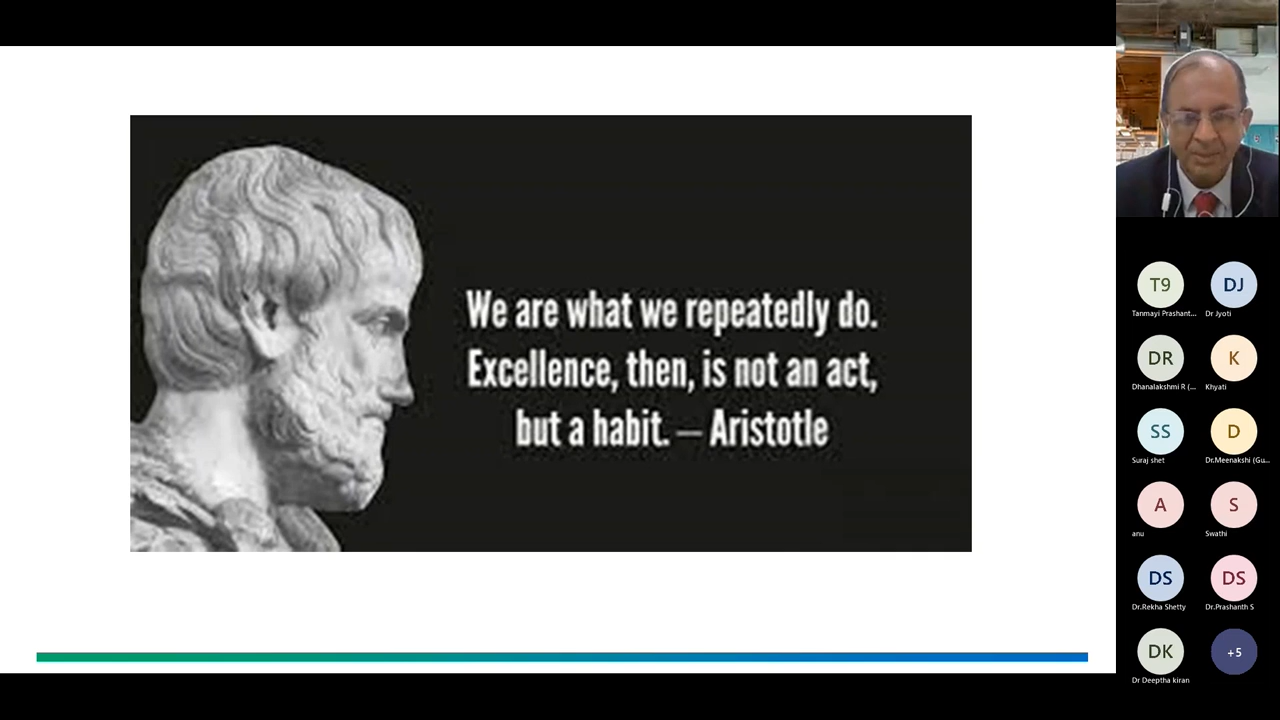 We are what we repeatedly do.
Excellence, then, is not an act,
but a habit. – Aristotle
T9
DJ
Tanmayi Prashant...
Dr Jyoti
DR
K
Dhanalakshmi R (...
Khyati
SS
D
Suraj shet
Dr.Meenakshi (Gu...
A
S
anu
Swathi
DS
DS
Dr.Rekha Shetty
Dr.Prashanth S
DK
+5
Dr Deeptha kiran